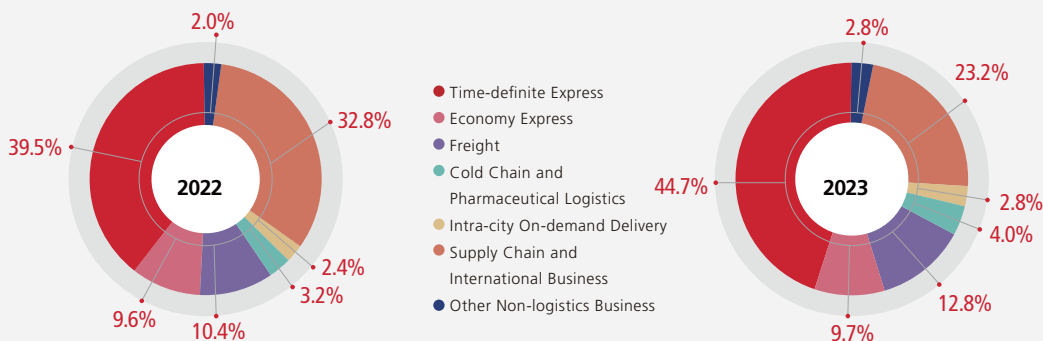 2.0%
32.8%
39.5%
2022
2.4%
3.2%
10.4%
9.6%
Time-definite Express
Economy Express
Freight
Cold Chain and
Pharmaceutical Logistics
Intra-city On-demand Delivery
Supply Chain and
International Business
Other Non-logistics Business
2.8%
23.2%
44.7%
2023
2.8%
4.0%
12.8%
9.7%